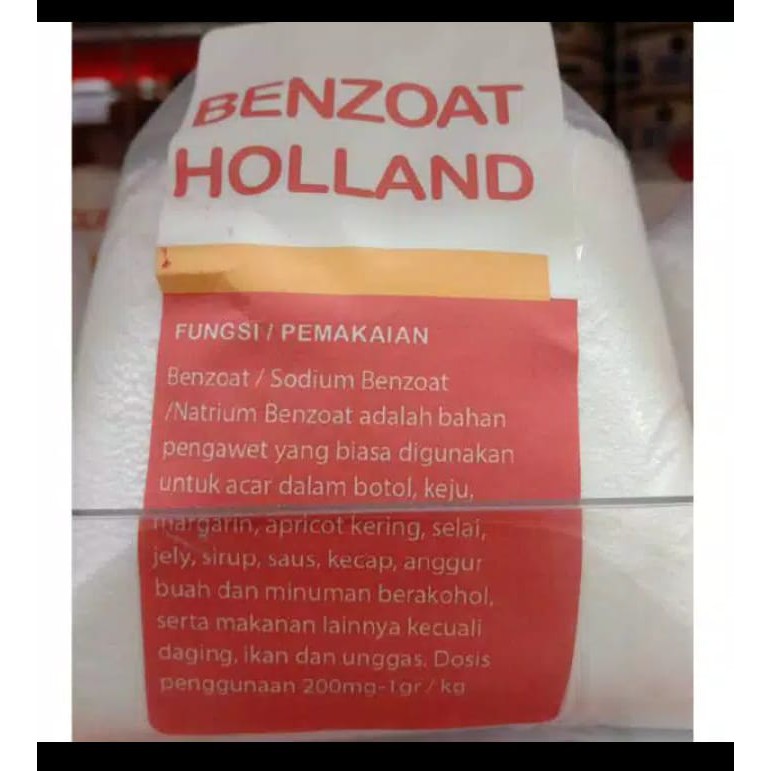 BENZOAT
HOLLAND
FUNGSI / PEMAKAIAN
Benzoat / Sodium Benzoat
/Natrium Benzoat adalah bahan
pengawet yang biasa digunakan
untuk acar dalam botol, keju,
margarin, apricot kering, selai,
jely, sirup, saus, kecap, anggur
buah dan minuman berakohol,
serta makanan lainnya kecuali
daging, ikan dan unggas. Dosis
penggunaan 200mg-1gr / kg